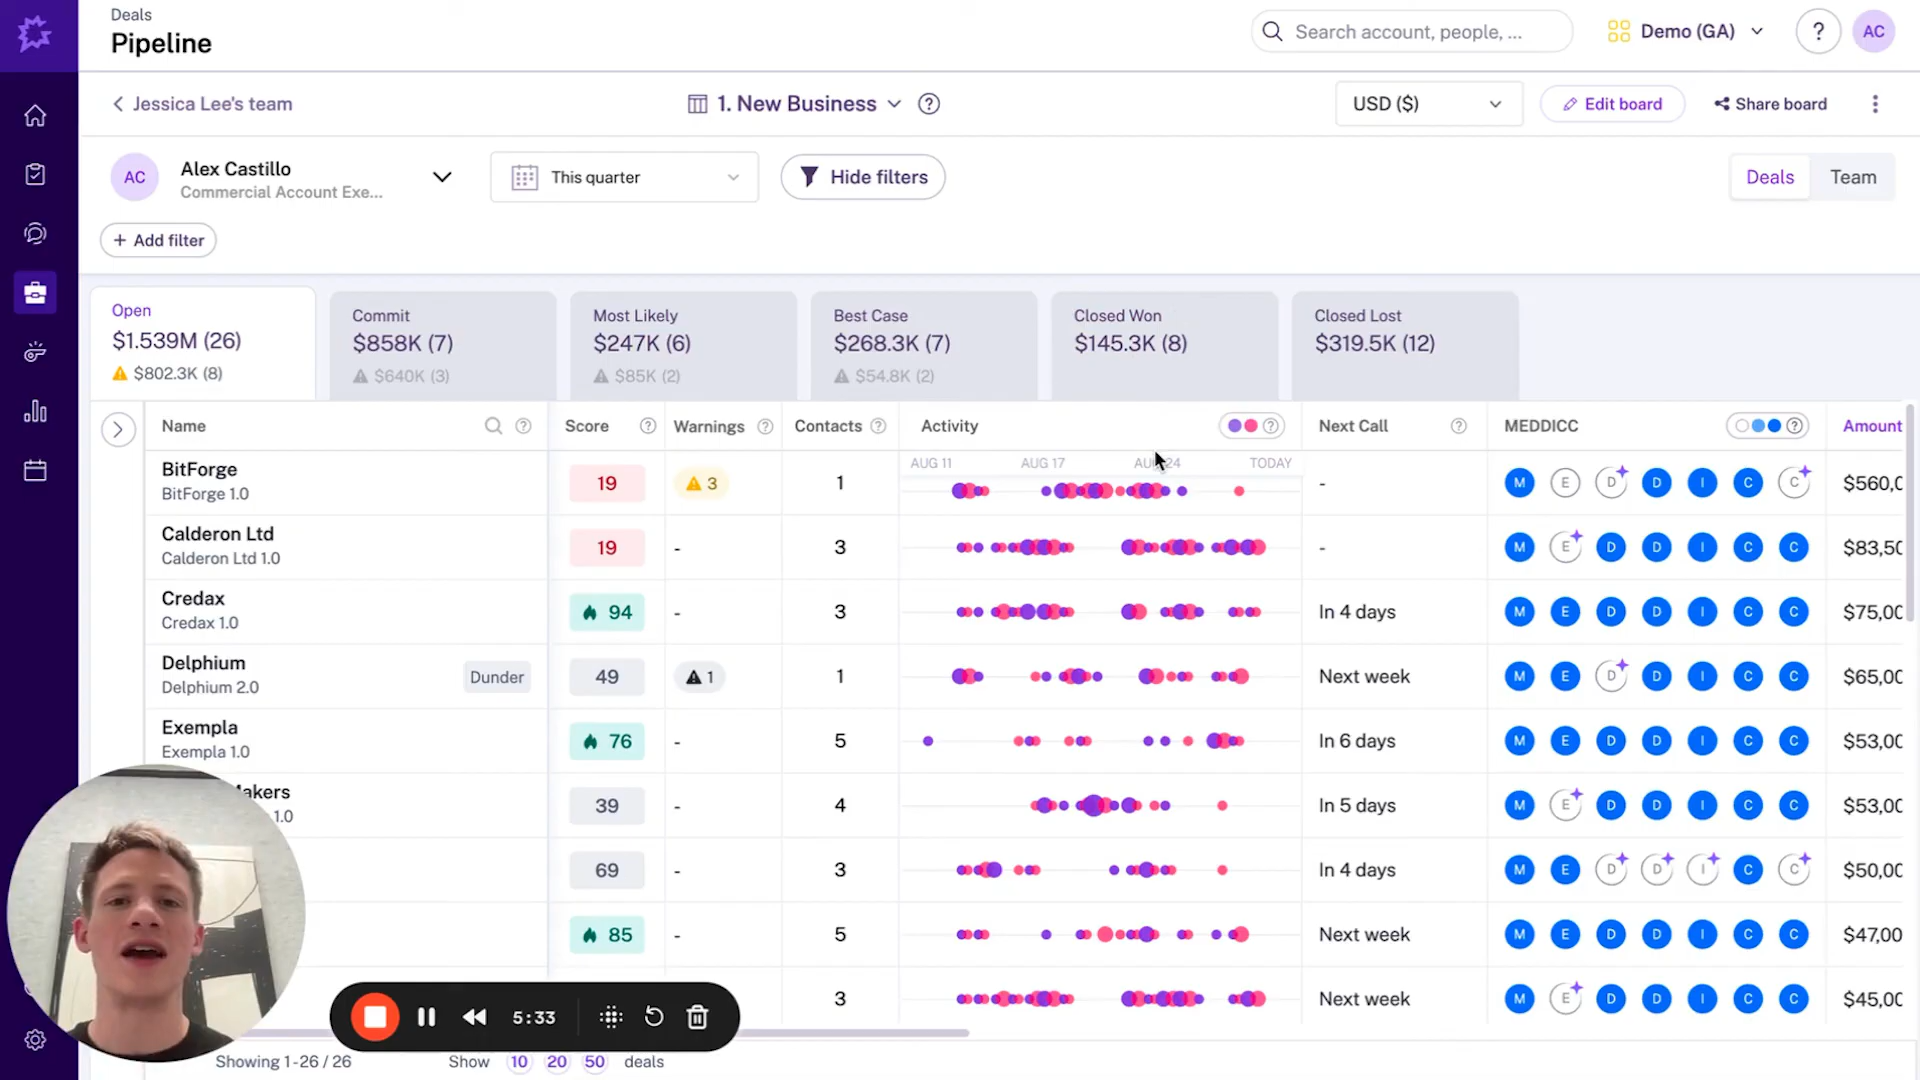 Deals
Pipeline
Search account, people, ...
Demo (GA)
?
AC
Jessica Lee's team
1. New Business
?
USD ($)
Edit board
Share board
AC
Alex Castillo
Commercial Account Exe...
This quarter
Hide filters
Deals
Team
+ Add filter
Open
$1.539M (26)
$802.3K (8)
Commit
$858K (7)
$640K (3)
Most Likely
$247K (6)
$85K (2)
Best Case
$268.3K (7)
$54.8K (2)
Closed Won
$145.3K (8)
Closed Lost
$319.5K (12)
Name ? Score ? Warnings ? Contacts ? Activity ? Next Call ? MEDDICC ? Amount
AUG 11 AUG 17 AUG 24 TODAY
BitForge
BitForge 1.0
19 3 1 - M E D D I C C $560,0
Calderon Ltd
Calderon Ltd 1.0
19 - 3 - M E D D I C C $83,50
Credax
Credax 1.0
94 - 3 In 4 days M E D D I C C $75,00
Delphium
Delphium 2.0
Dunder 49 1 1 Next week M E D D I C C $65,00
Exempla
Exempla 1.0
76 - 5 In 6 days M E D D I C C $53,00
Makers
1.0
39 - 4 In 5 days M E D D I C C $53,00
69 - 3 In 4 days M E D D I C C $50,00
85 - 5 Next week M E D D I C C $47,00
3 Next week M E D D I C C $45,00
5:33
Showing 1-26 / 26
Show 10 20 50 deals